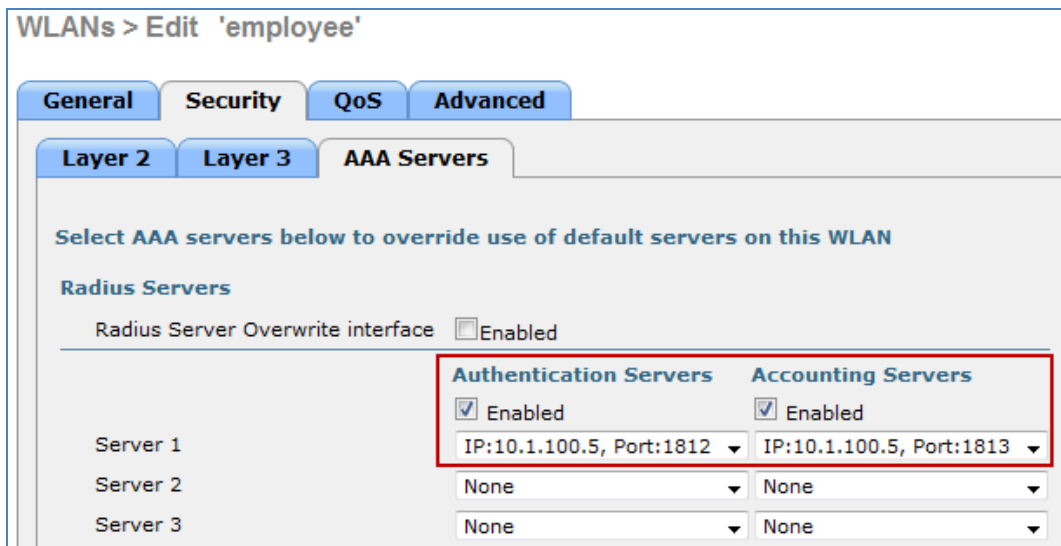 WLANs > Edit 'employee'
General Security QoS Advanced
Layer 2 Layer 3 AAA Servers
Select AAA servers below to override use of default servers on this WLAN
Radius Servers
Radius Server Overwrite interface Enabled
Authentication Servers Accounting Servers
Enabled Enabled
Server 1 IP:10.1.100.5, Port:1812 IP:10.1.100.5, Port:1813
Server 2 None None
Server 3 None None